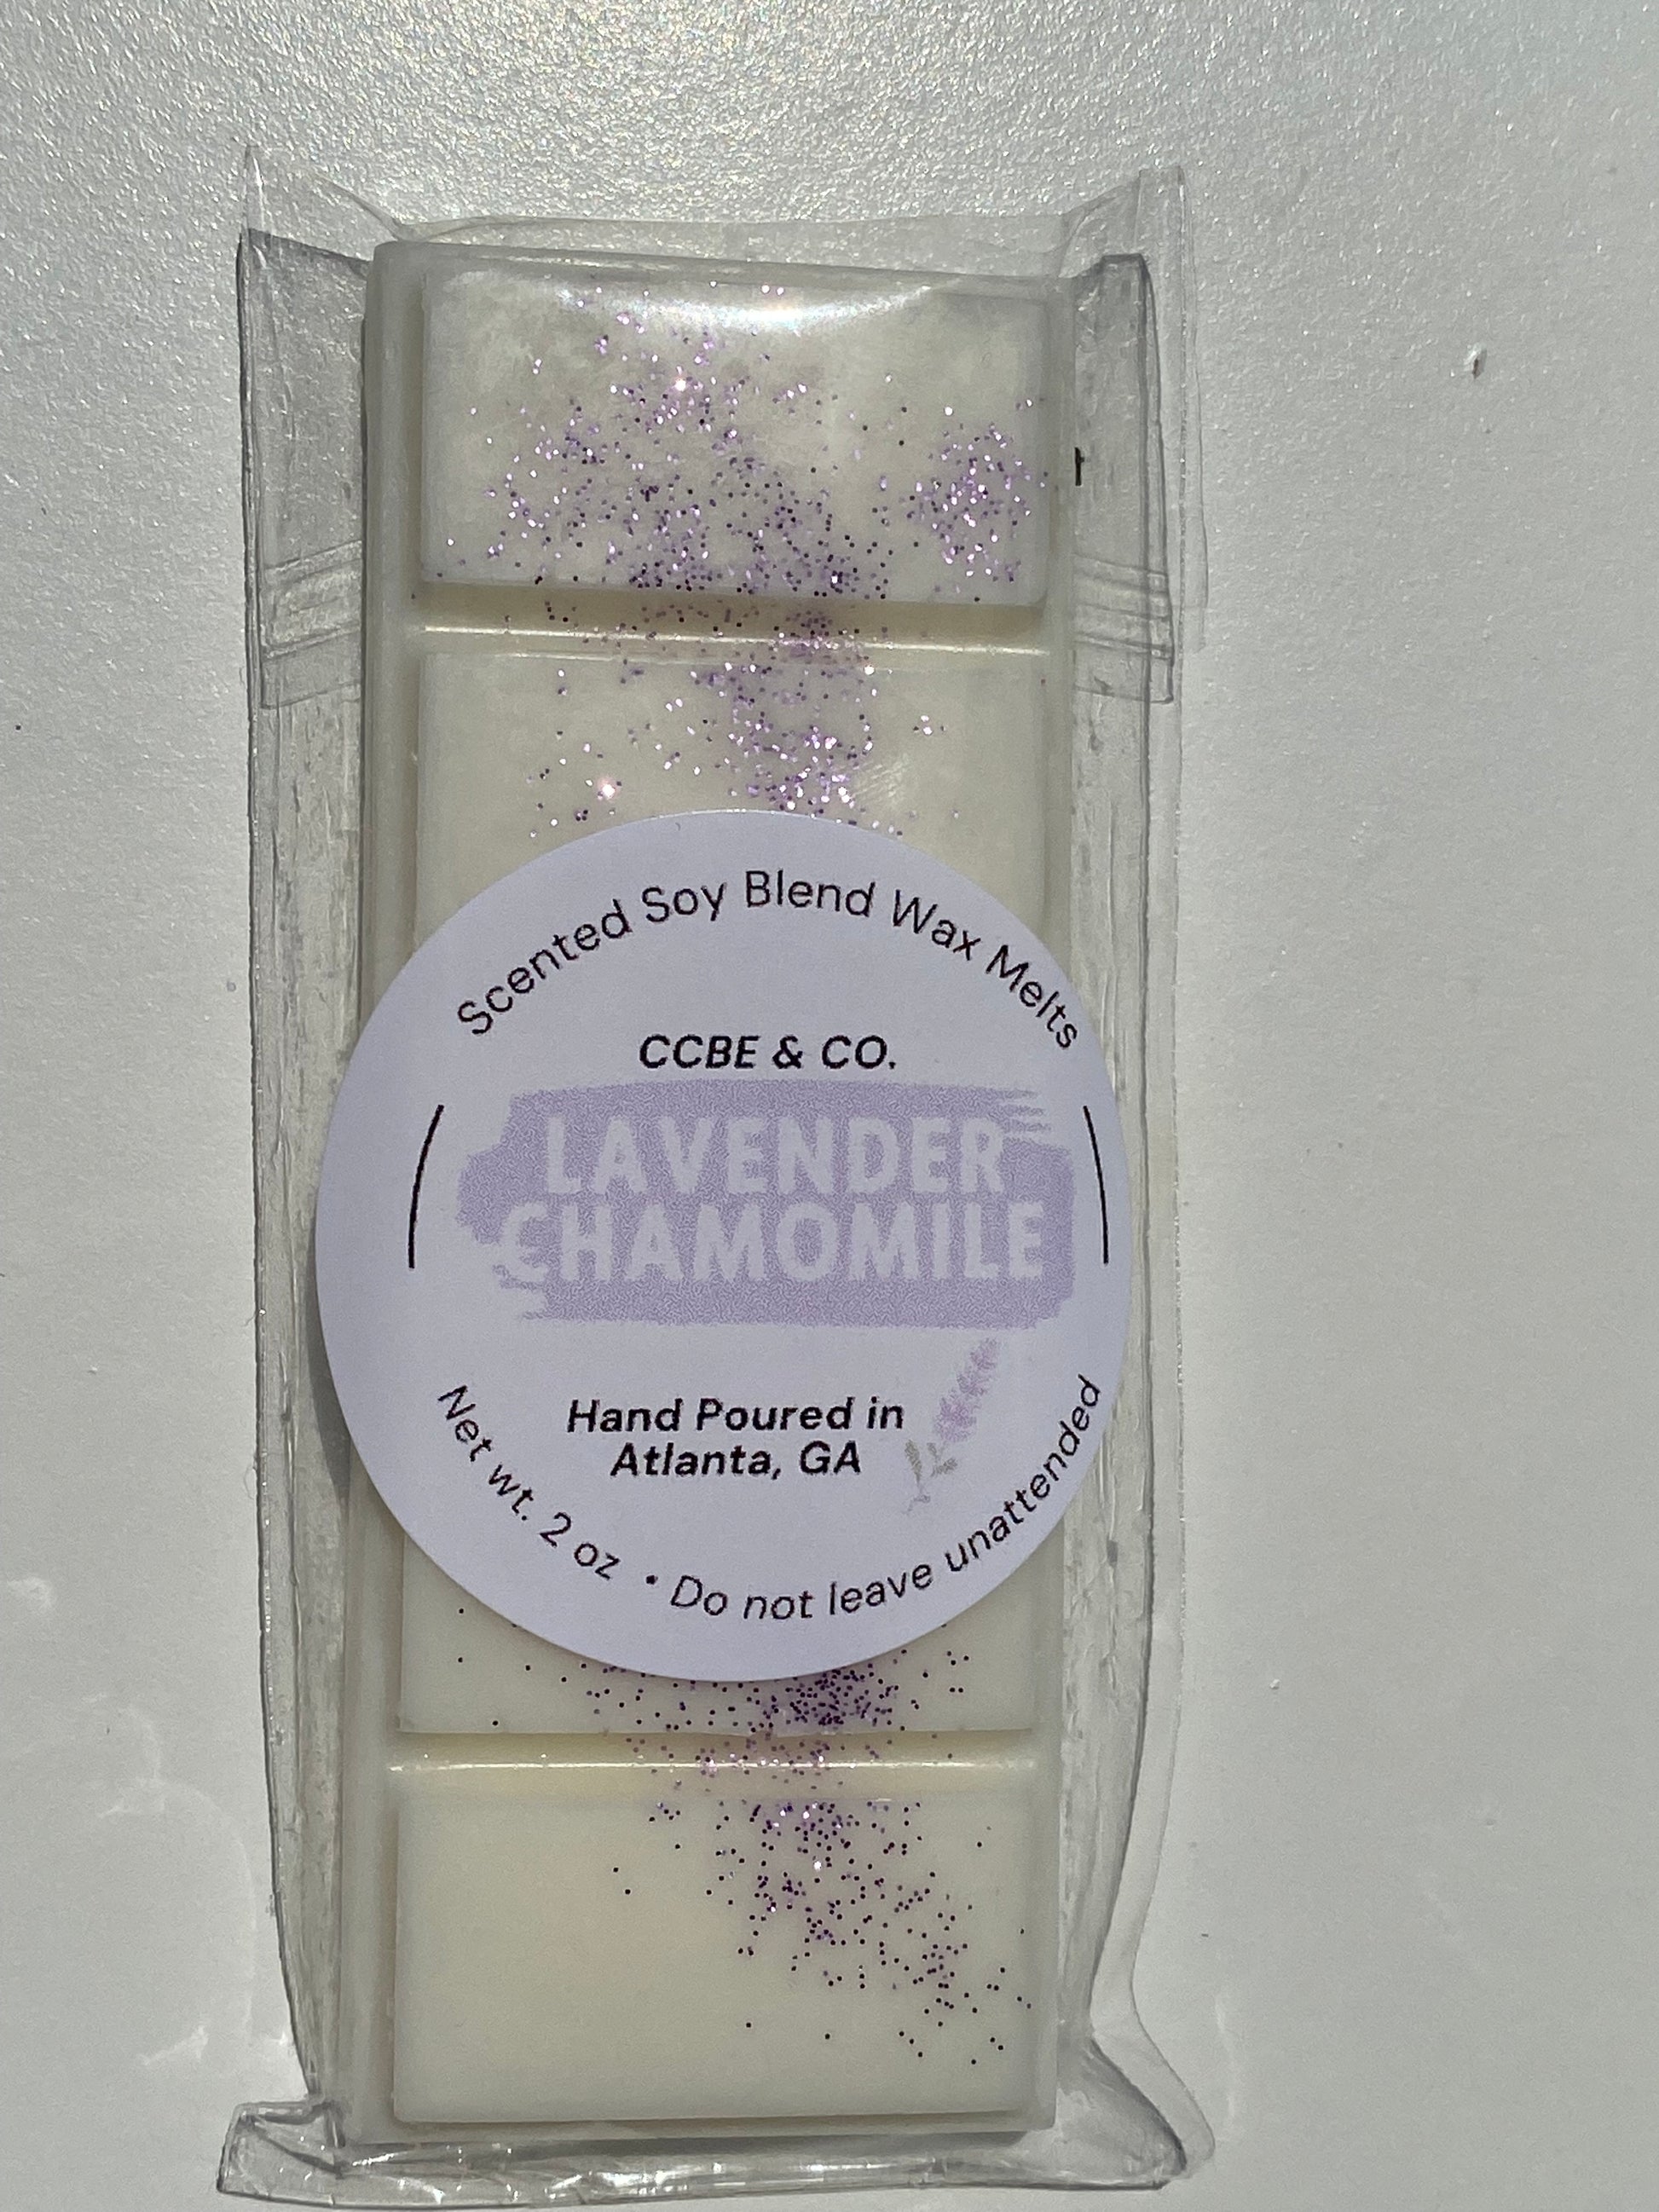 Scented Soy Blend Wax Melts
CCBE & CO.
LAVENDER
CHAMOMILE
Hand Poured in
Atlanta, GA
Net wt. 2 oz • Do not leave unattended